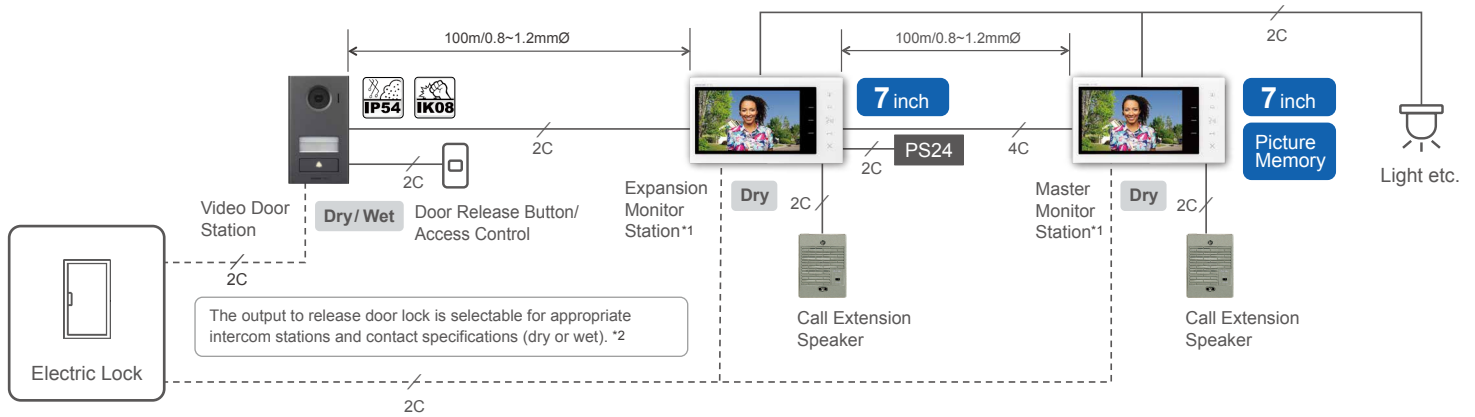 2C
100m/0.8~1.2mmØ
100m/0.8~1.2mmØ
IP54
IK08
7 inch
7 inch
Picture
Memory
2C
2C
PS24
4C
2C
Light etc.
Video Door
Station
Dry / Wet
Door Release Button/
Access Control
Expansion
Monitor
Station*1
Dry
2C
Master
Monitor
Station*1
Dry
2C
2C
The output to release door lock is selectable for appropriate
intercom stations and contact specifications (dry or wet). *2
Call Extension
Speaker
Call Extension
Speaker
Electric Lock
2C